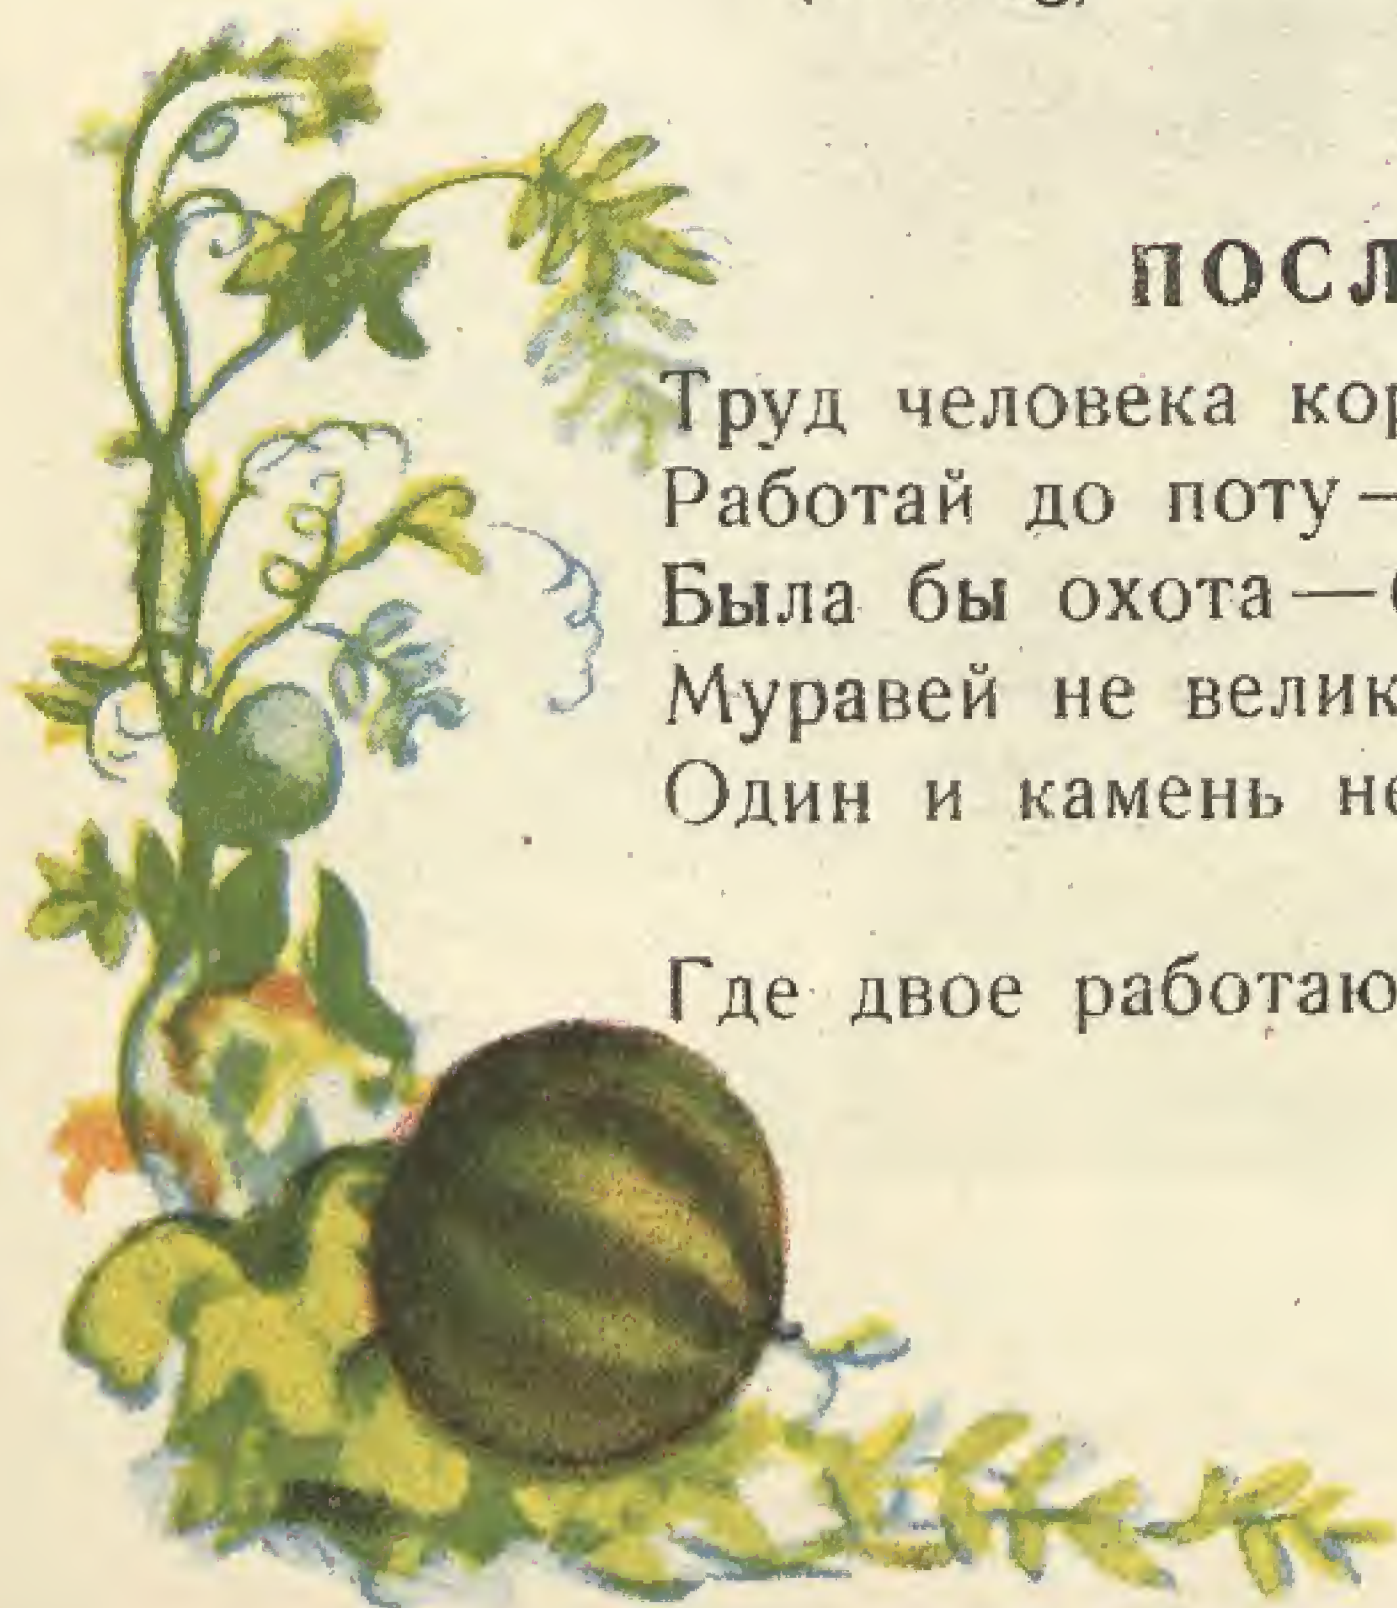 ПОСЛ
Труд человека кор
Работай до поту —
Была бы охота —
Муравей не велик
Один и камень не
Где двое работаю